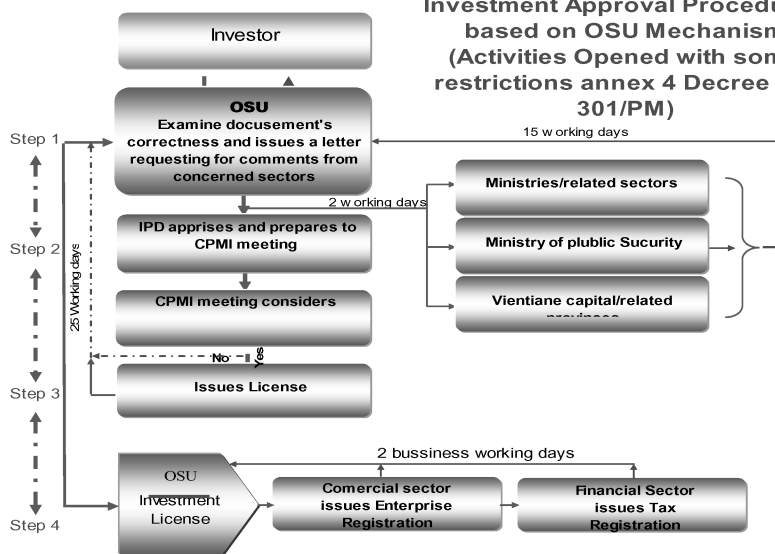 Investment Approval Procedu
based on OSU Mechanism
(Activities Opened with som
restrictions annex 4 Decree
301/PM)
Investor
OSU
Examine docusement's
correctness and issues a letter
requesting for comments from
concerned sectors
Step 1
15 w orking days
2 w orking days
Ministries/related sectors
IPD apprises and prepares to
CPMI meeting
Step 2
Ministry of plublic Sucurity
25 Working days
CPMI meeting considers
Vientiane capital/related
provinces
No
Yes
Issues License
Step 3
2 bussiness working days
OSU
Investment
License
Comercial sector
issues Enterprise
Registration
Financial Sector
issues Tax
Registration
Step 4